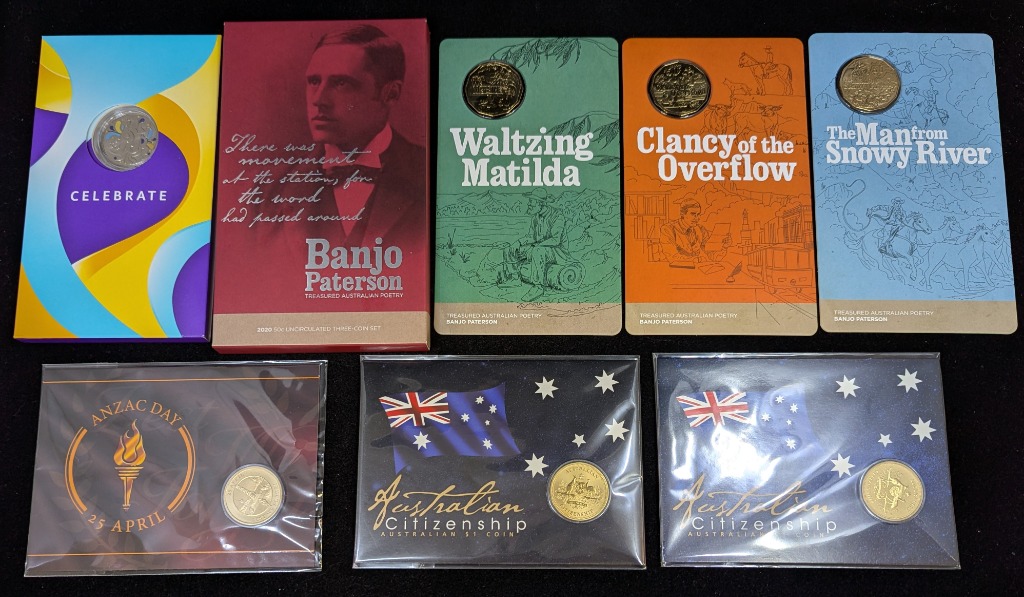 CELEBRATE
There was
movement
at the station, for
the word
had passed around
Banjo
Paterson
TREASURED AUSTRALIAN POETRY
2020 50c UNCIRCULATED THREE-COIN SET
Waltzing
Matilda
TREASURED AUSTRALIAN POETRY
BANJO PATERSON
Clancy of the
Overflow
TREASURED AUSTRALIAN POETRY
BANJO PATERSON
The Man from
Snowy River
TREASURED AUSTRALIAN POETRY
BANJO PATERSON
ANZAC DAY
25 APRIL
Australian
Citizenship
AUSTRALIAN $1 COIN
Australian
Citizenship
AUSTRALIAN $1 COIN